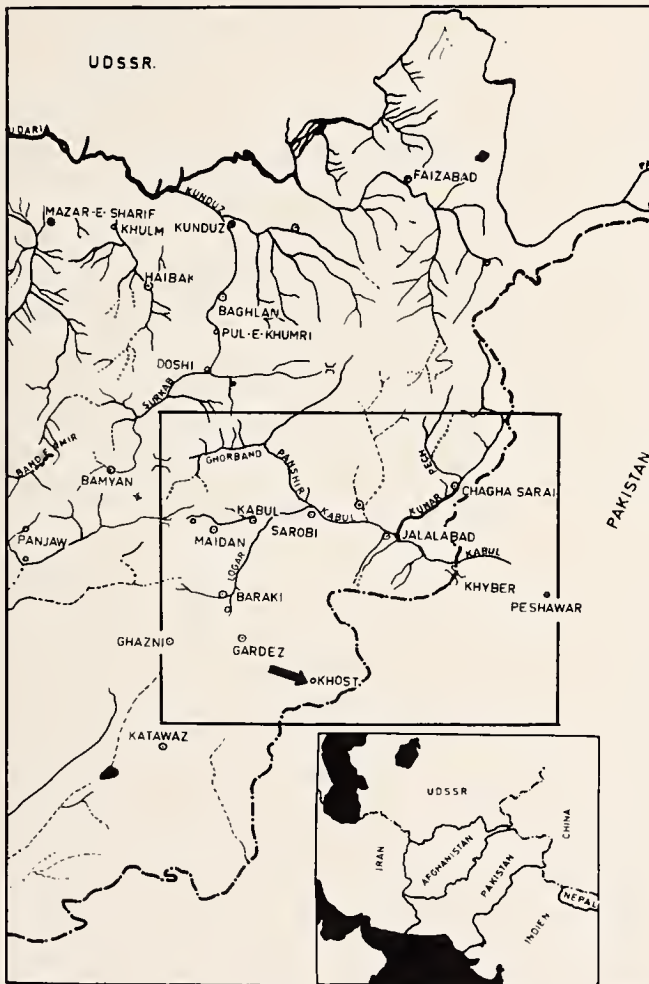 UDSSR.
UDARIA
FAIZABAD
KUNDUZ
MAZAR-E-SHARIF
KHULM
KUNDUZ
HAIBAK
BAGHLAN
PUL-E-KHUMRI
DOSHI
SURKAB
BAND-E-AMIR
GHORBAND
PECH
BAMYAN
PANSHIR
CHAGHA SARAI
PAKISTAN
KUNAR
KABUL
KABUL
PANJAW
MAIDAN
SAROBI
JALALABAD
KABUL
LOGAR
KHYBER
BARAKI
PESHAWAR
GHAZNI
GARDEZ
KHOST
KATAWAZ
UDSSR
CHINA
IRAN
AFGHANISTAN
PAKISTAN
NEPAL
INDIEN